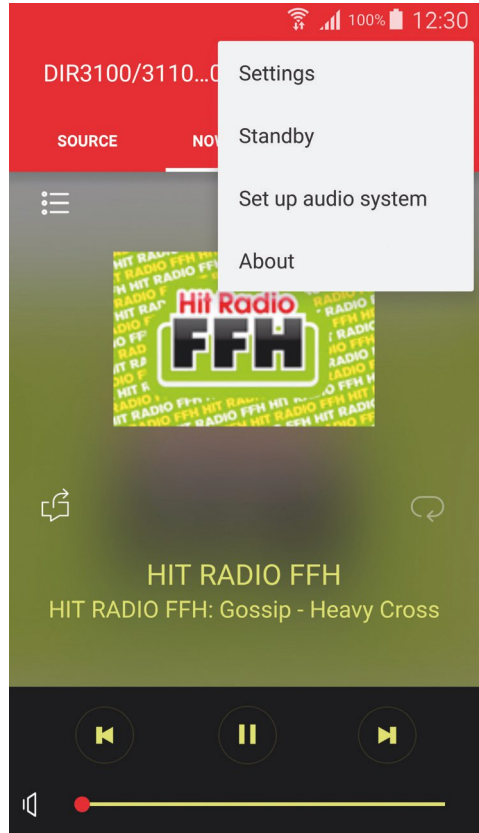 100% 12:30
DIR3100/3110...0
Settings
SOURCE
NOW
Standby
Set up audio system
About
Hit Radio
FFH
HIT RADIO FFH
HIT RADIO FFH: Gossip - Heavy Cross